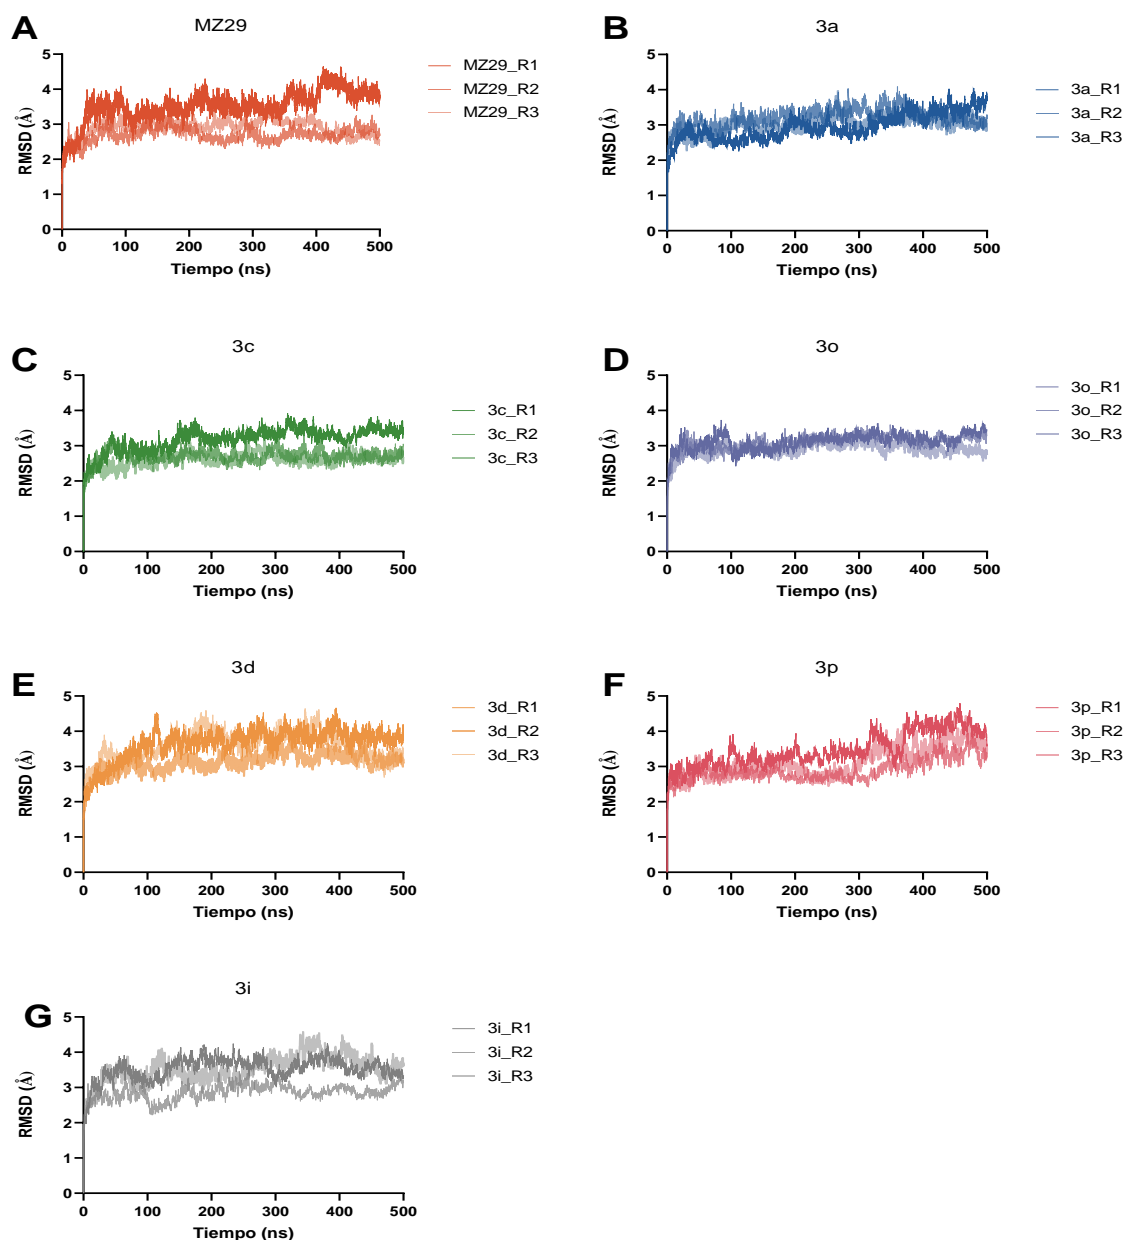 A
MZ29
5
4
3
2
1
0
RMSD (Å)
0 100 200 300 400 500
Tiempo (ns)
MZ29_R1
MZ29_R2
MZ29_R3
B
3a
5
4
3
2
1
0
RMSD (Å)
0 100 200 300 400 500
Tiempo (ns)
3a_R1
3a_R2
3a_R3
C
3c
5
4
3
2
1
0
RMSD (Å)
0 100 200 300 400 500
Tiempo (ns)
3c_R1
3c_R2
3c_R3
D
3o
5
4
3
2
1
0
RMSD (Å)
0 100 200 300 400 500
Tiempo (ns)
3o_R1
3o_R2
3o_R3
E
3d
5
4
3
2
1
0
RMSD (Å)
0 100 200 300 400 500
Tiempo (ns)
3d_R1
3d_R2
3d_R3
F
3p
5
4
3
2
1
0
RMSD (Å)
0 100 200 300 400 500
Tiempo (ns)
3p_R1
3p_R2
3p_R3
G
3i
5
4
3
2
1
0
RMSD (Å)
0 100 200 300 400 500
Tiempo (ns)
3i_R1
3i_R2
3i_R3